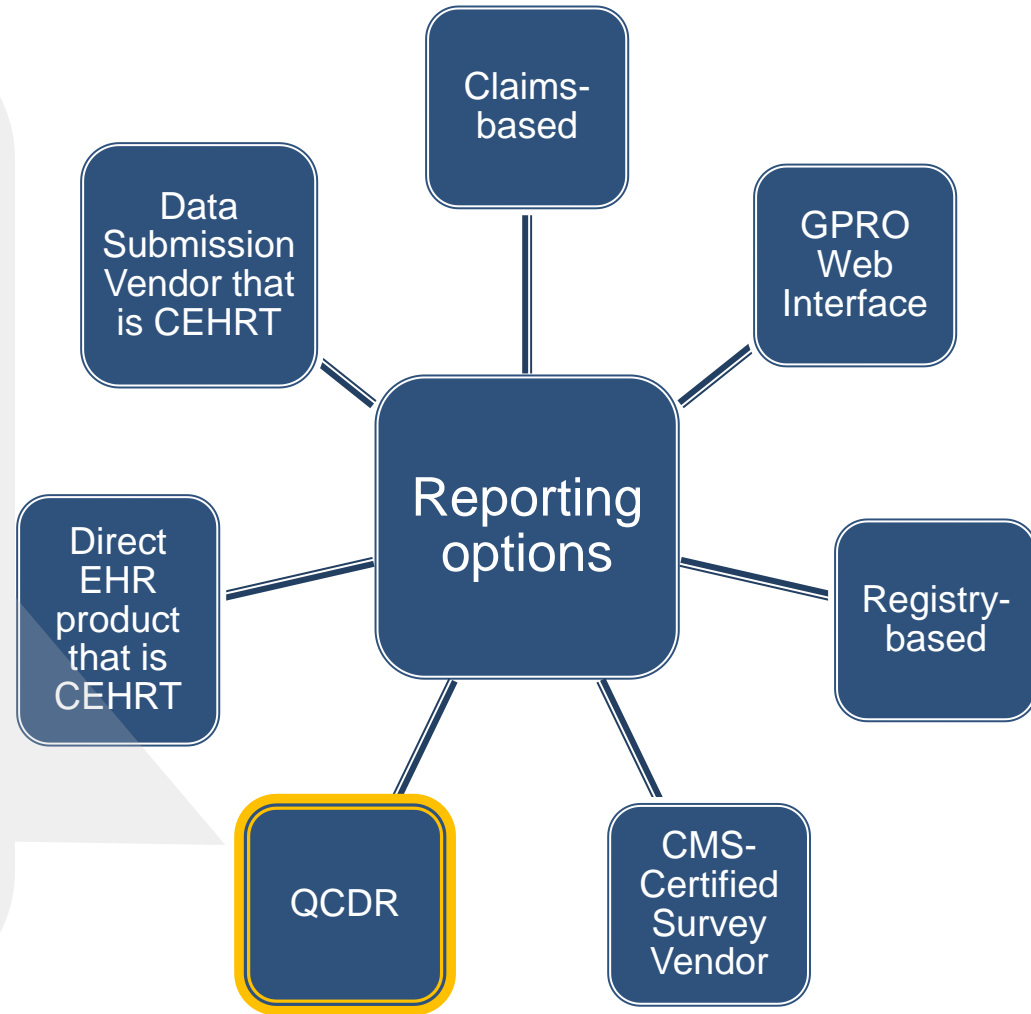 Claims-
based
Data
Submission
Vendor that
is CEHRT
GPRO
Web
Interface
Reporting
options
Direct
EHR
product
that is
CEHRT
Registry-
based
QCDR
CMS-
Certified
Survey
Vendor